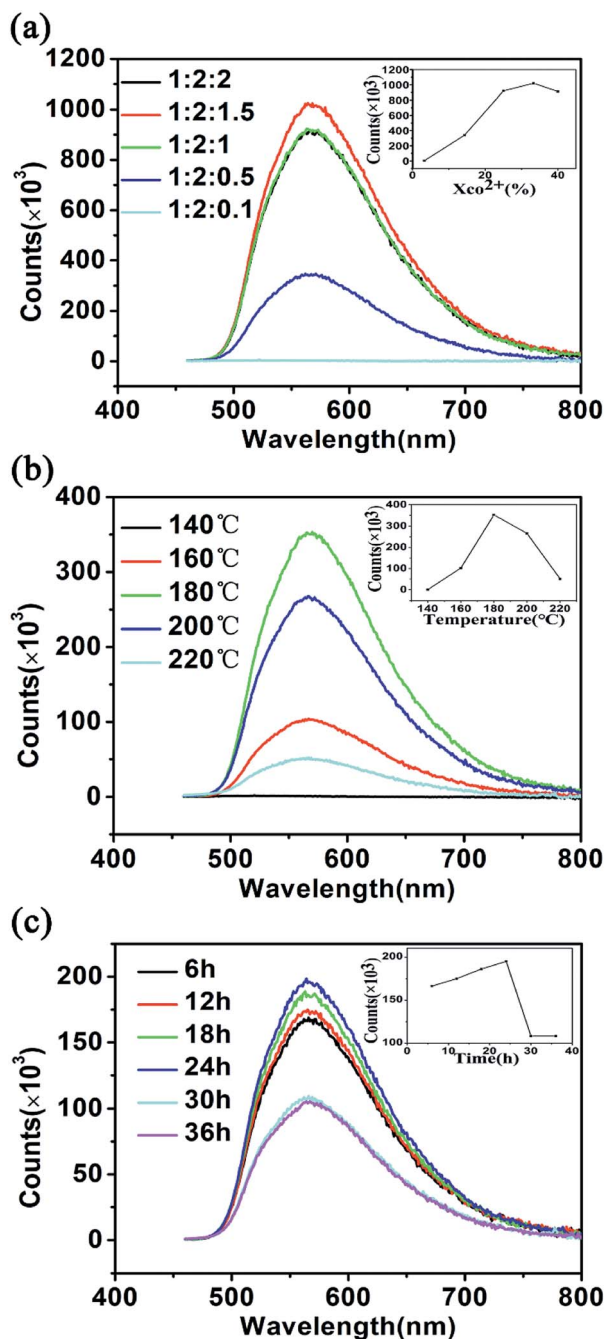 (a)
1:2:2
1:2:1.5
1:2:1
1:2:0.5
1:2:0.1
1200
1000
800
600
400
200
0
Counts(×10³)
400 500 600 700 800
Wavelength(nm)
1200
1000
800
600
400
200
0
Counts(×10³)
0 20 40
Xco²⁺(%)
(b)
140℃
160℃
180℃
200℃
220℃
400
300
200
100
0
Counts(×10³)
400 500 600 700 800
Wavelength(nm)
400
300
200
100
0
Counts(×10³)
140 160 180 200 220
Temperature(°C)
(c)
6h
12h
18h
24h
30h
36h
200
150
100
50
0
Counts(×10³)
400 500 600 700 800
Wavelength(nm)
200
150
100
Counts(×10³)
0 10 20 30 40
Time(h)